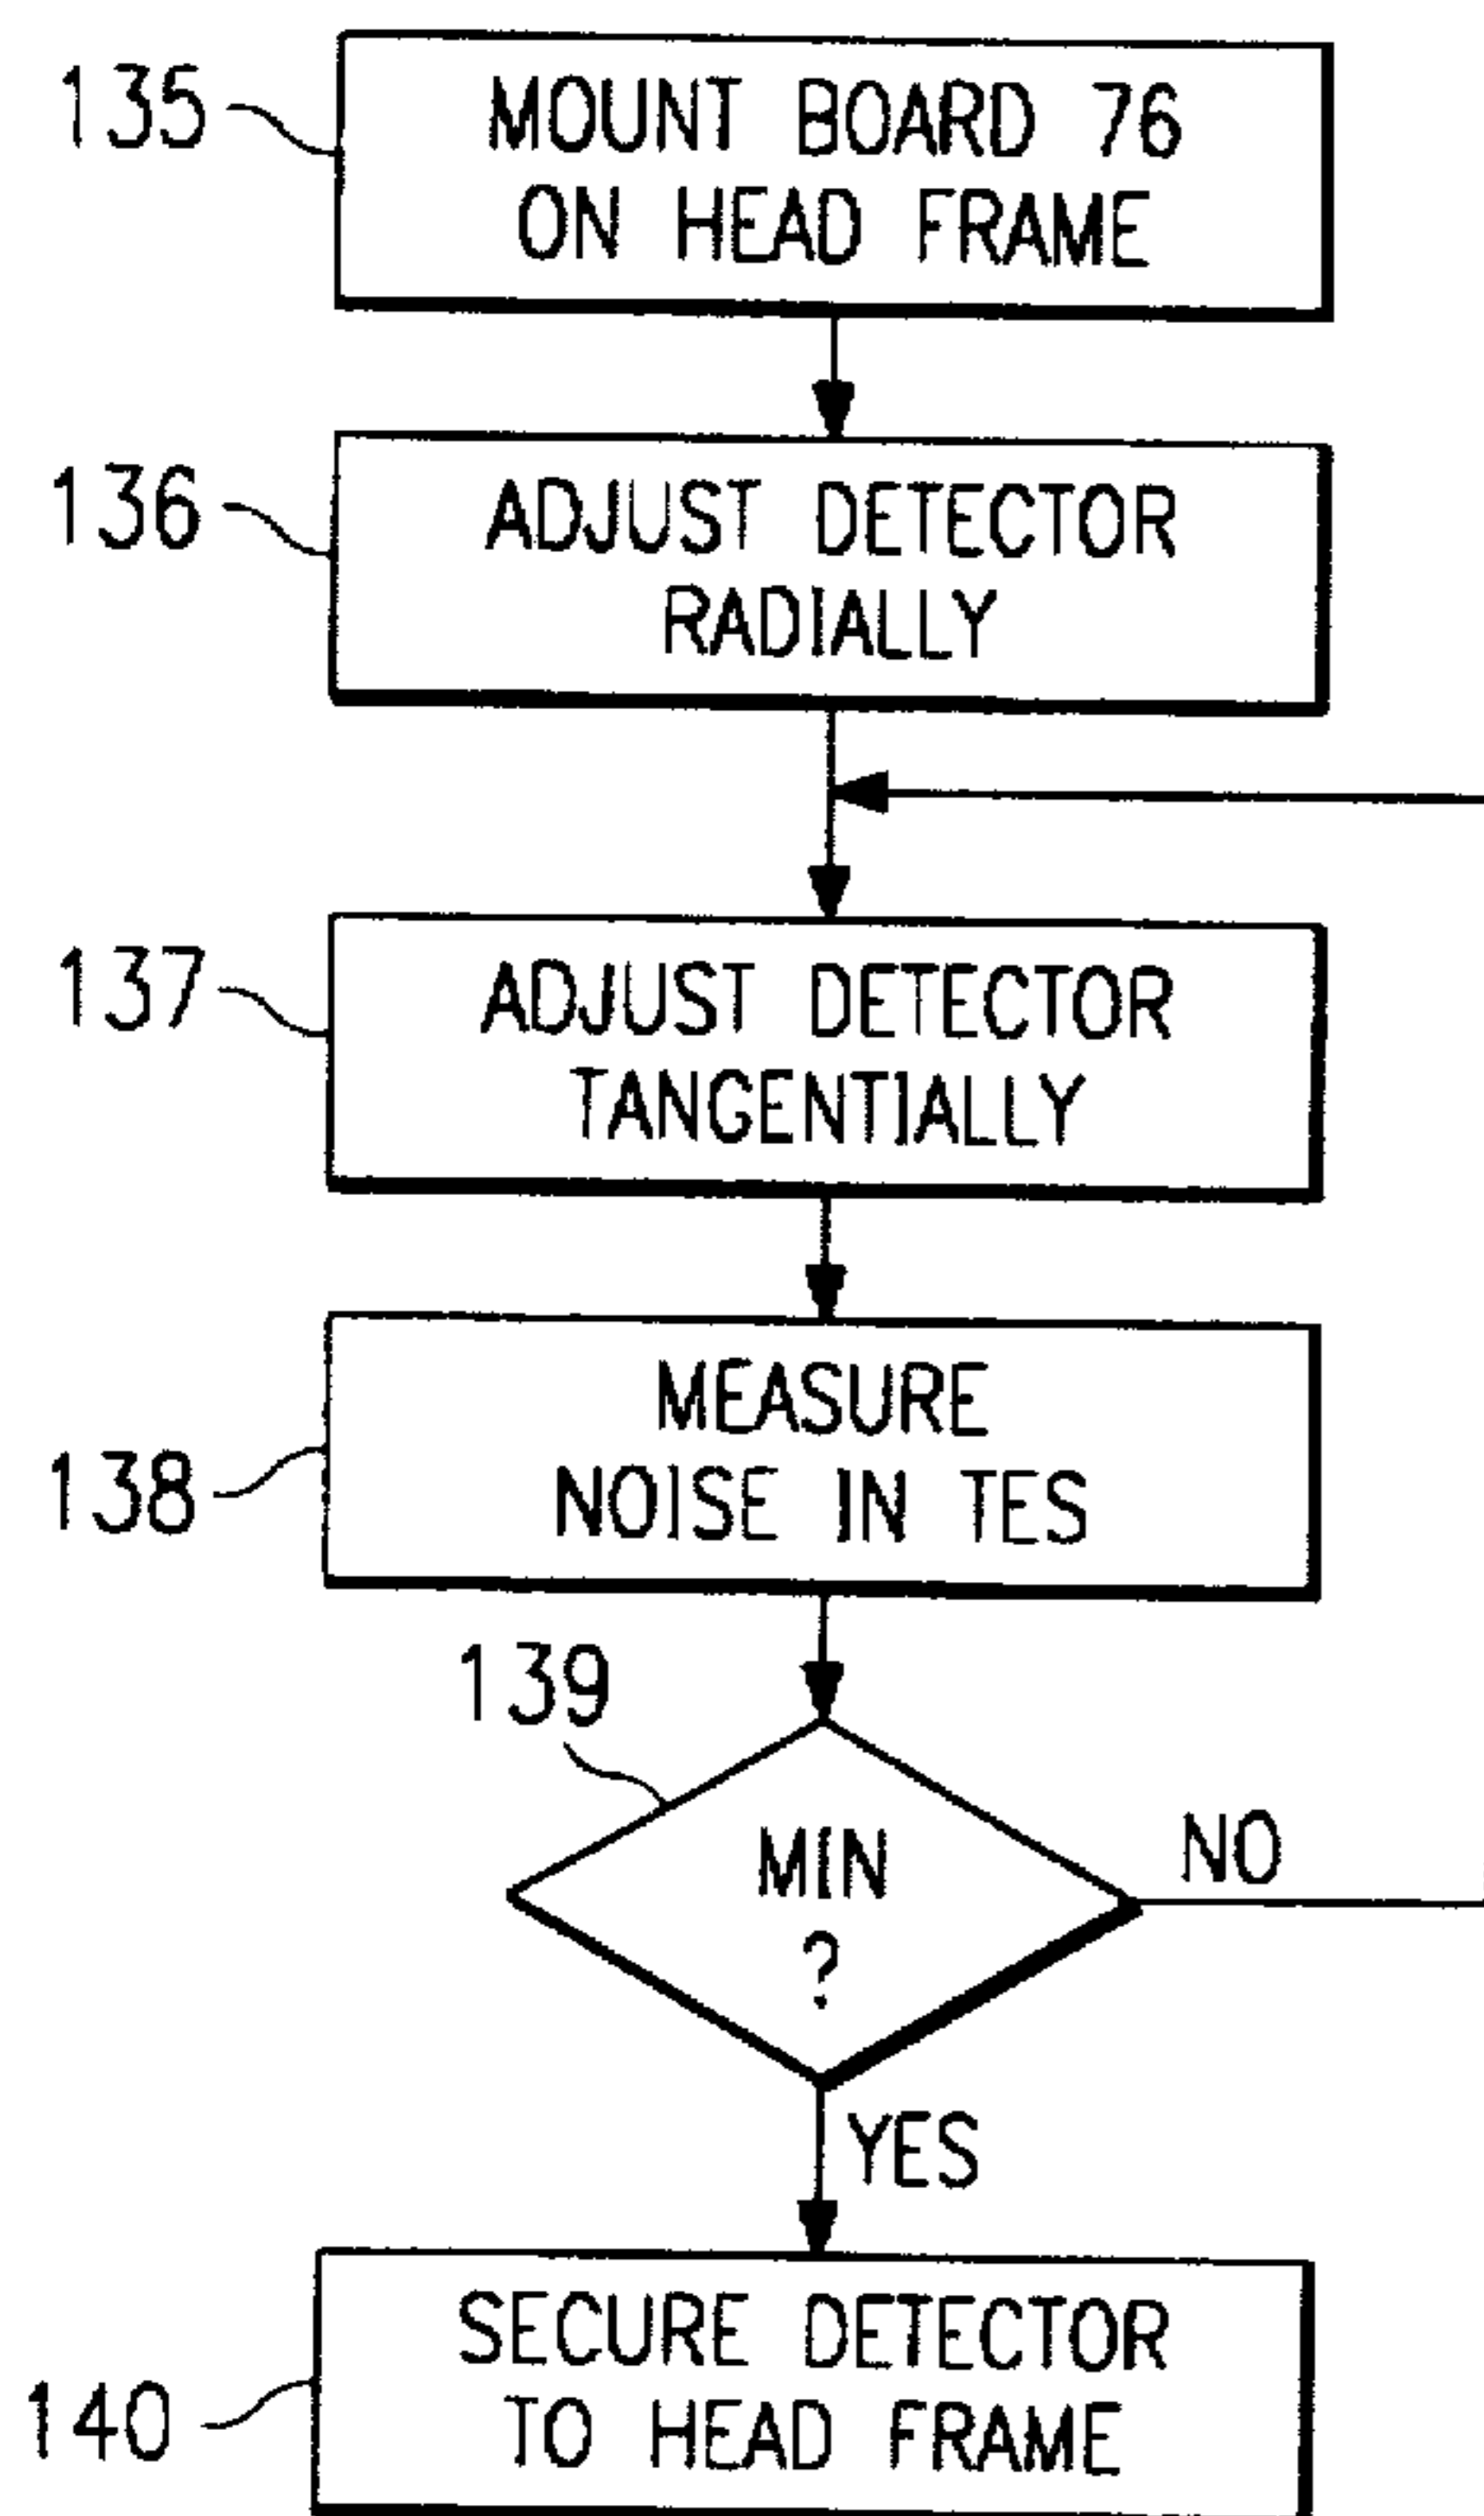 135
MOUNT BOARD 76
ON HEAD FRAME
136
ADJUST DETECTOR
RADIALLY
137
ADJUST DETECTOR
TANGENTIALLY
138
MEASURE
NOISE IN TES
139
MIN
?
NO
YES
140
SECURE DETECTOR
TO HEAD FRAME